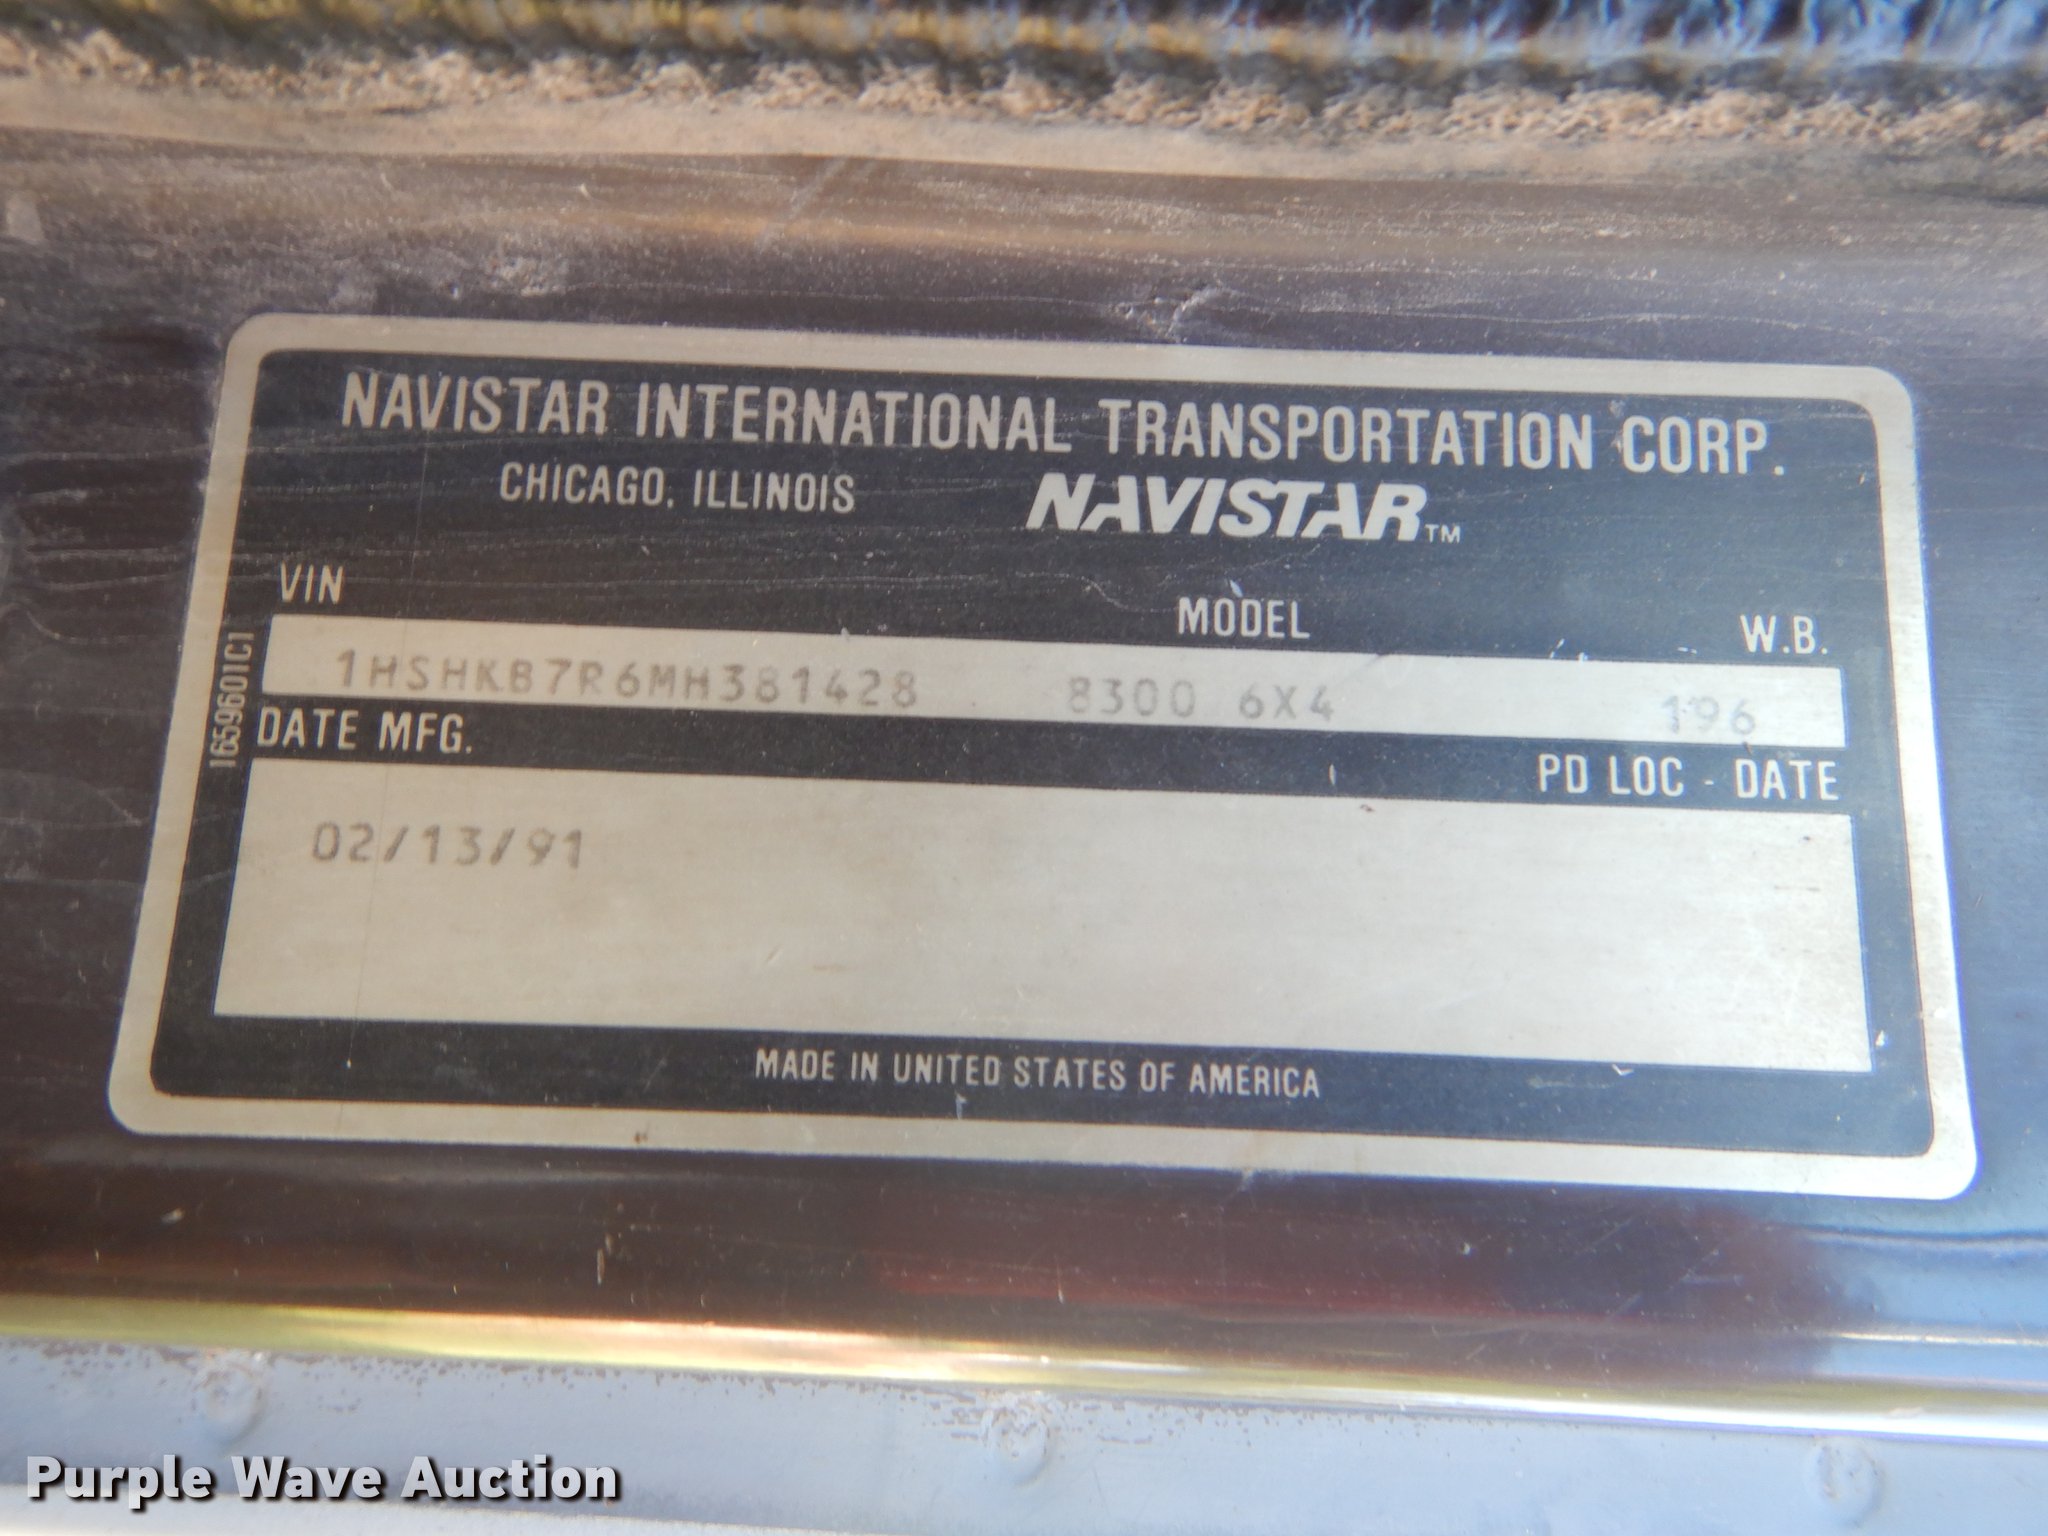 NAVISTAR INTERNATIONAL TRANSPORTATION CORP.
CHICAGO, ILLINOIS NAVISTAR™
VIN MODEL W.B.
1HSHKB7R6MH381428 8300 6X4 196
1659601C1
DATE MFG. PD LOC - DATE
02/13/91
MADE IN UNITED STATES OF AMERICA
Purple Wave Auction